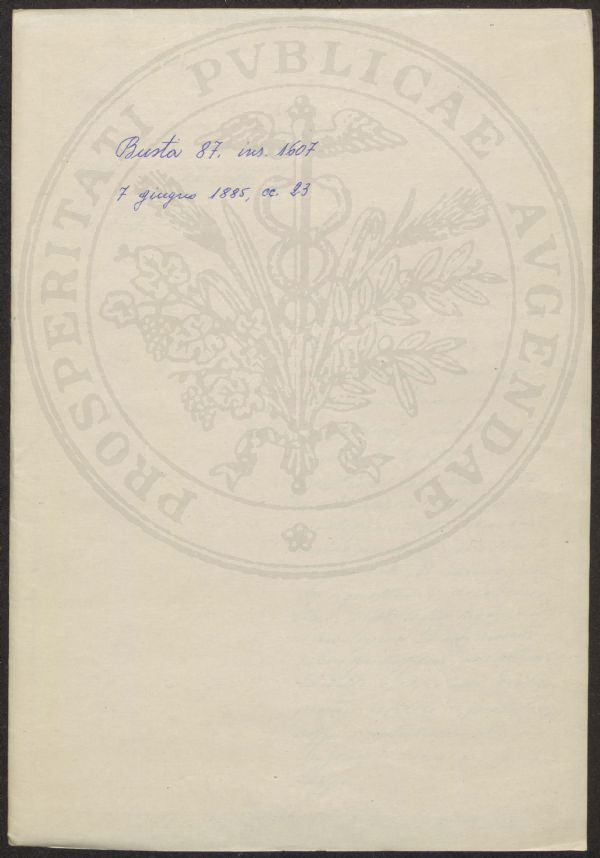 Busta 87. ins. 1607
7 giugno 1885, cc. 23
PROSPERITATI PVBLICAE AVGENDAE